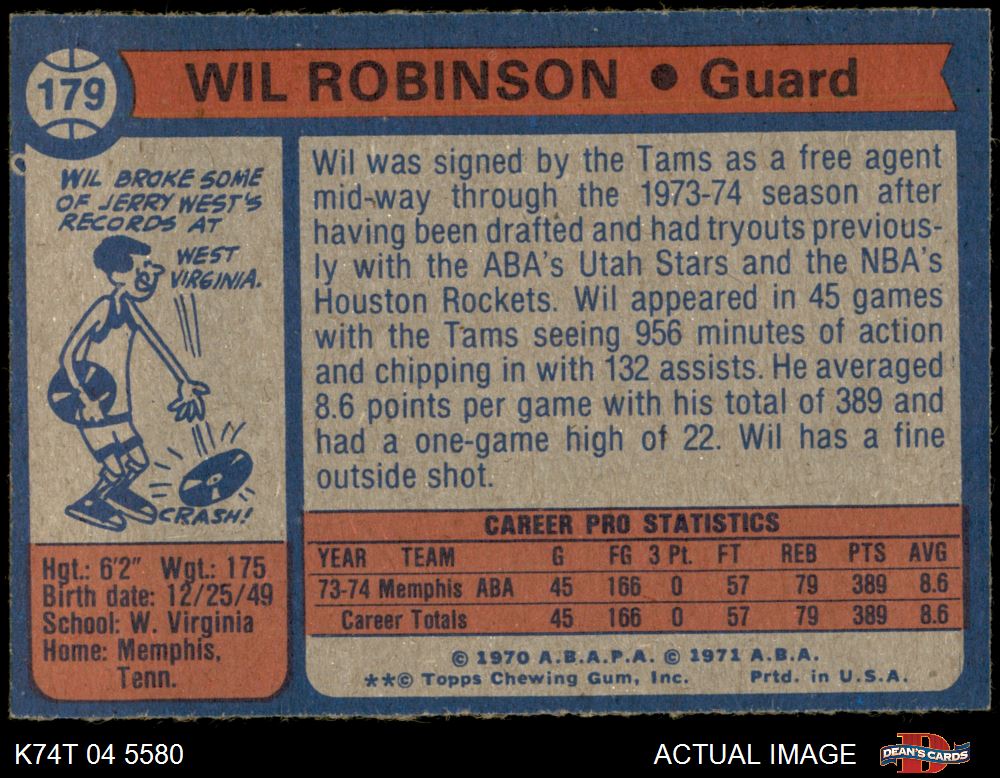 179
WIL ROBINSON • Guard
WIL BROKE SOME
OF JERRY WEST'S
RECORDS AT
WEST
VIRGINIA.
CRASH!
Wil was signed by the Tams as a free agent
mid-way through the 1973-74 season after
having been drafted and had tryouts previous-
ly with the ABA's Utah Stars and the NBA's
Houston Rockets. Wil appeared in 45 games
with the Tams seeing 956 minutes of action
and chipping in with 132 assists. He averaged
8.6 points per game with his total of 389 and
had a one-game high of 22. Wil has a fine
outside shot.
Hgt.: 6'2" Wgt.: 175
Birth date: 12/25/49
School: W. Virginia
Home: Memphis,
Tenn.
CAREER PRO STATISTICS
YEAR TEAM G FG 3 Pt. FT REB PTS AVG
73-74 Memphis ABA 45 166 0 57 79 389 8.6
Career Totals 45 166 0 57 79 389 8.6
© 1970 A.B.A.P.A. © 1971 A.B.A.
**© Topps Chewing Gum, Inc. Prtd. in U.S.A.
K74T 04 5580
ACTUAL IMAGE
DEAN'S CARDS